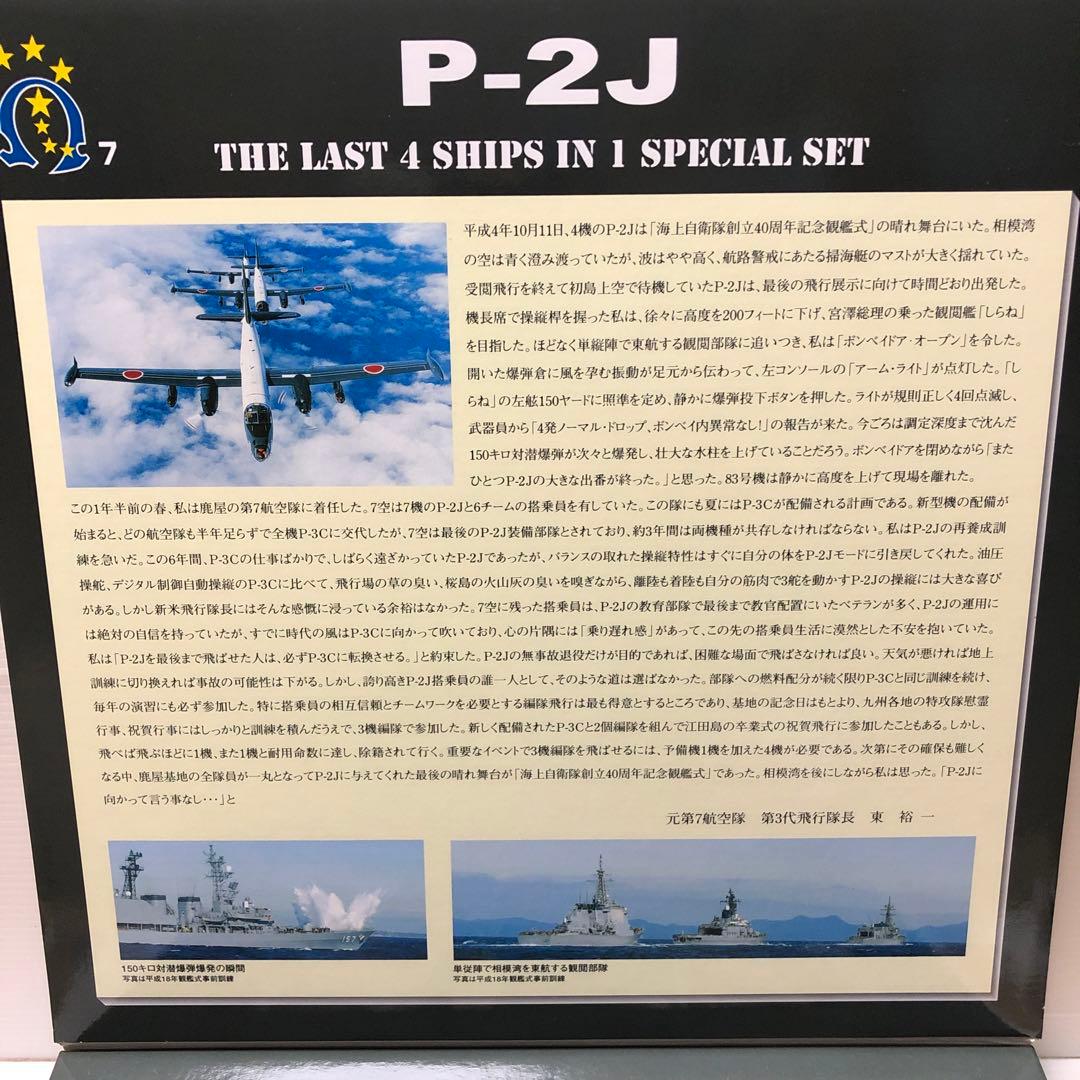 P-2J
7
THE LAST 4 SHIPS IN 1 SPECIAL SET
平成4年10月11日、4機のP-2Jは「海上自衛隊創立40周年記念観艦式」の晴れ舞台にいた。相模湾
の空は青く澄み渡っていたが、波はやや高く、航路警戒にあたる掃海艇のマストが大きく揺れていた。
受閲飛行を終えて初島上空で待機していたP-2Jは、最後の飛行展示に向けて時間どおり出発した。
機長席で操縦桿を握った私は、徐々に高度を200フィートに下げ、宮澤総理の乗った観閲艦「しらね」
を目指した。ほどなく単縦陣で東航する観閲部隊に追いつき、私は「ボンベイドア・オープン」を令した。
開いた爆弾倉に風を孕む振動が足元から伝わって、左コンソールの「アーム・ライト」が点灯した。「し
らね」の左舷150ヤードに照準を定め、静かに爆弾投下ボタンを押した。ライトが規則正しく4回点滅し、
武器員から「4発ノーマル・ドロップ、ボンベイ内異常なし!」の報告が来た。今ごろは調定深度まで沈んだ
150キロ対潜爆弾が次々と爆発し、壮大な水柱を上げていることだろう。ボンベイドアを閉めながら「また
ひとつP-2Jの大きな出番が終った。」と思った。83号機は静かに高度を上げて現場を離れた。
この1年半前の春、私は鹿屋の第7航空隊に着任した。7空は7機のP-2Jと6チームの搭乗員を有していた。この隊にも夏にはP-3Cが配備される計画である。新型機の配備が
始まると、どの航空隊も半年足らずで全機P-3Cに交代したが、7空は最後のP-2J装備部隊とされており、約3年間は両機種が共存しなければならない。私はP-2Jの再養成訓
練を急いだ。この6年間、P-3Cの仕事ばかりで、しばらく遠ざかっていたP-2Jであったが、バランスの取れた操縦特性はすぐに自分の体をP-2Jモードに引き戻してくれた。油圧
操舵、デジタル制御自動操縦のP-3Cに比べて、飛行場の草の臭い、桜島の火山灰の臭いを嗅ぎながら、離陸も着陸も自分の筋肉で3舵を動かすP-2Jの操縦には大きな喜び
がある。しかし新米飛行隊長にはそんな感慨に浸っている余裕はなかった。7空に残った搭乗員は、P-2Jの教育部隊で最後まで教官配置にいたベテランが多く、P-2Jの運用に
は絶対の自信を持っていたが、すでに時代の風はP-3Cに向かって吹いており、心の片隅には「乗り遅れ感」があって、この先の搭乗員生活に漠然とした不安を抱いていた。
私は「P-2Jを最後まで飛ばせた人は、必ずP-3Cに転換させる。」と約束した。P-2Jの無事故退役だけが目的であれば、困難な場面で飛ばさなければ良い。天気が悪ければ地上
訓練に切り換えれば事故の可能性は下がる。しかし、誇り高きP-2J搭乗員の誰一人として、そのような道は選ばなかった。部隊への燃料配分が続く限りP-3Cと同じ訓練を続け、
毎年の演習にも必ず参加した。特に搭乗員の相互信頼とチームワークを必要とする編隊飛行は最も得意とするところであり、基地の記念日はもとより、九州各地の特攻隊慰霊
行事、祝賀行事にはしっかりと訓練を積んだうえで、3機編隊で参加した。新しく配備されたP-3Cと2個編隊を組んで江田島の卒業式の祝賀飛行に参加したこともある。しかし、
飛べば飛ぶほどに1機、また1機と耐用命数に達し、除籍されて行く。重要なイベントで3機編隊を飛ばせるには、予備機1機を加えた4機が必要である。次第にその確保も難しく
なる中、鹿屋基地の全隊員が一丸となってP-2Jに与えてくれた最後の晴れ舞台が「海上自衛隊創立40周年記念観艦式」であった。相模湾を後にしながら私は思った。「P-2Jに
向かって言う事なし・・・」と
元第7航空隊 第3代飛行隊長 東 裕一
157
150キロ対潜爆弾爆発の瞬間
写真は平成18年観艦式事前訓練
単従陣で相模湾を東航する観閲部隊
写真は平成18年観艦式事前訓練